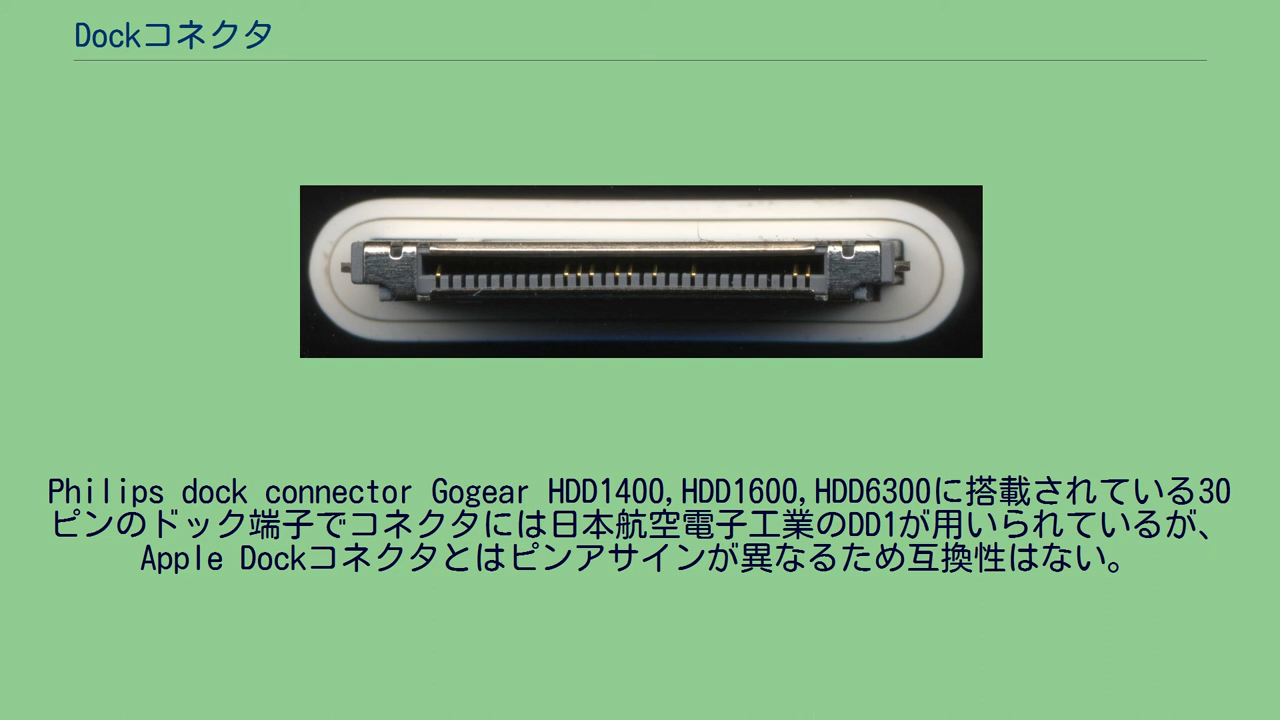 Dockコネクタ
Philips dock connector Gogear HDD1400,HDD1600,HDD6300に搭載されている30
ピンのドック端子でコネクタには日本航空電子工業のDD1が用いられているが、
Apple Dockコネクタとはピンアサインが異なるため互換性はない。